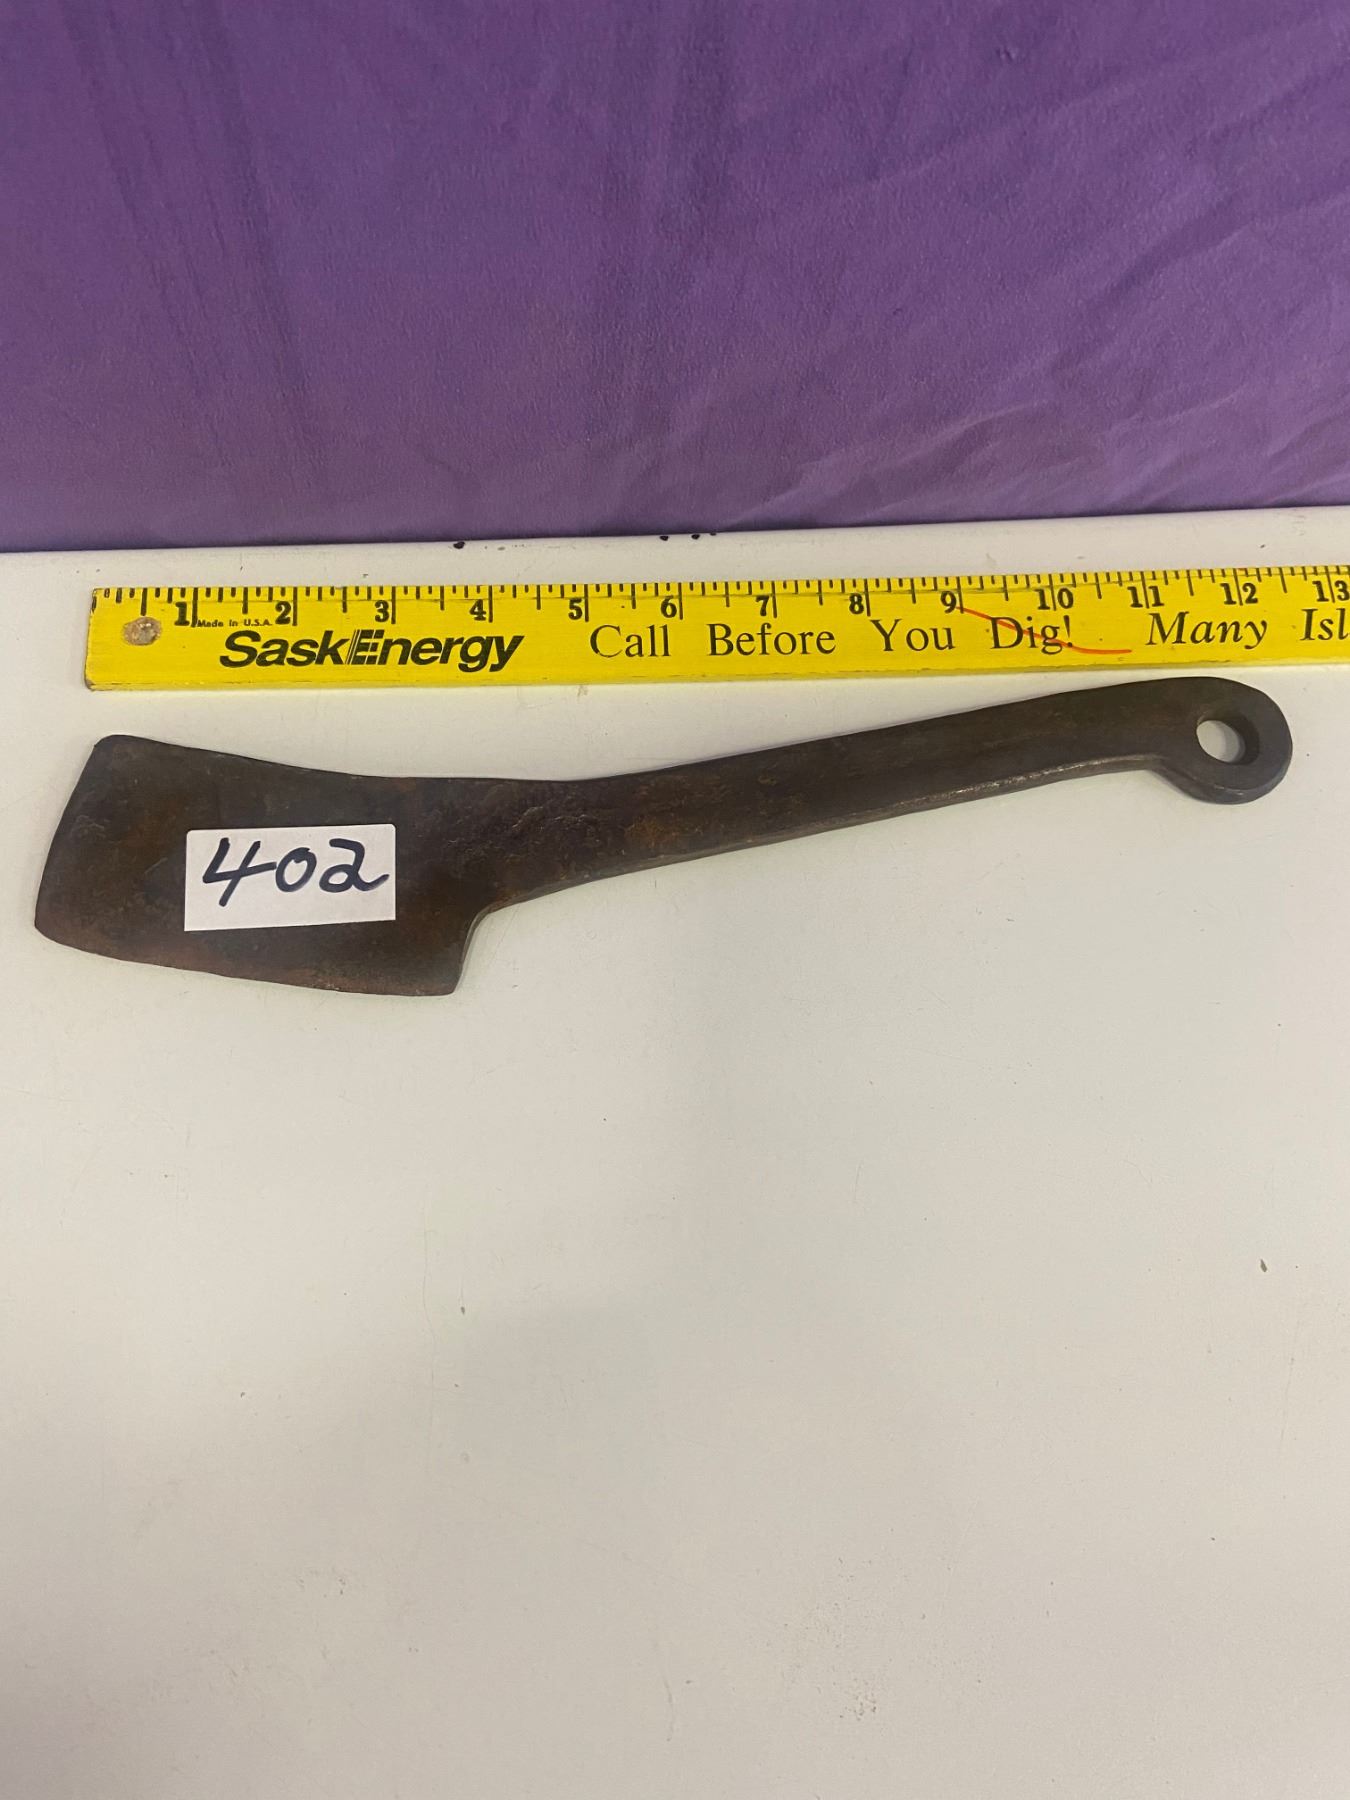 1 2 3 4 5 6 7 8 9 10 11 12 13
Made in U.S.A.
SaskEnergy Call Before You Dig! Many Isl
402